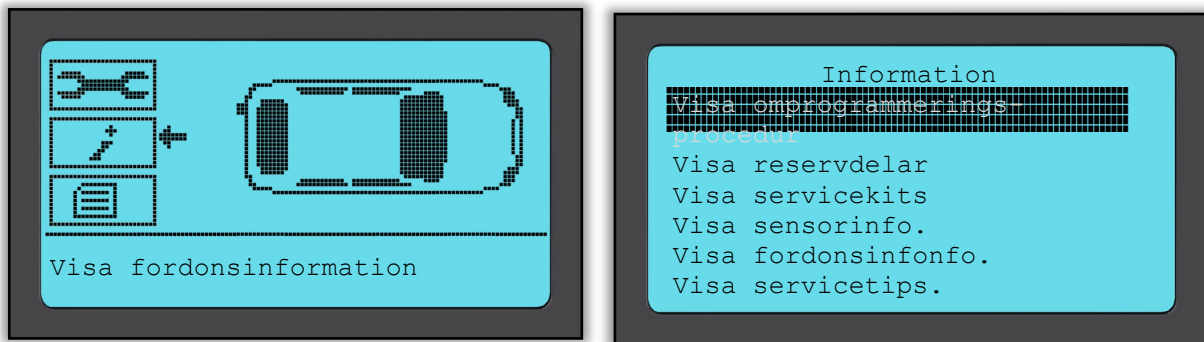 Visa fordonsinformation
Information
Visa omprogrammerings-
procedur
Visa reservdelar
Visa servicekits
Visa sensorinfo.
Visa fordonsinfonfo.
Visa servicetips.